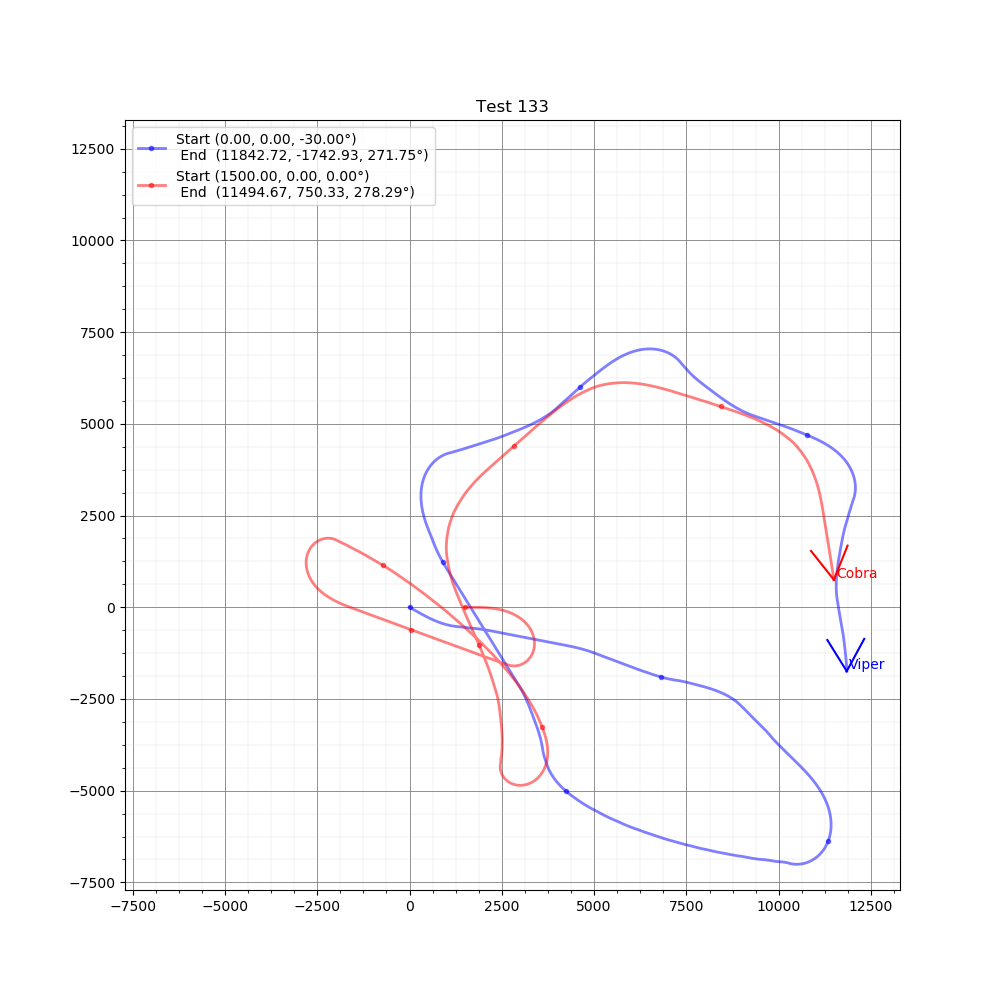 Test 133
Start (0.00, 0.00, -30.00°)
End (11842.72, -1742.93, 271.75°)
Start (1500.00, 0.00, 0.00°)
End (11494.67, 750.33, 278.29°)
12500
10000
7500
5000
2500
0
−2500
−5000
−7500
Cobra
Viper
−7500 −5000 −2500 0 2500 5000 7500 10000 12500